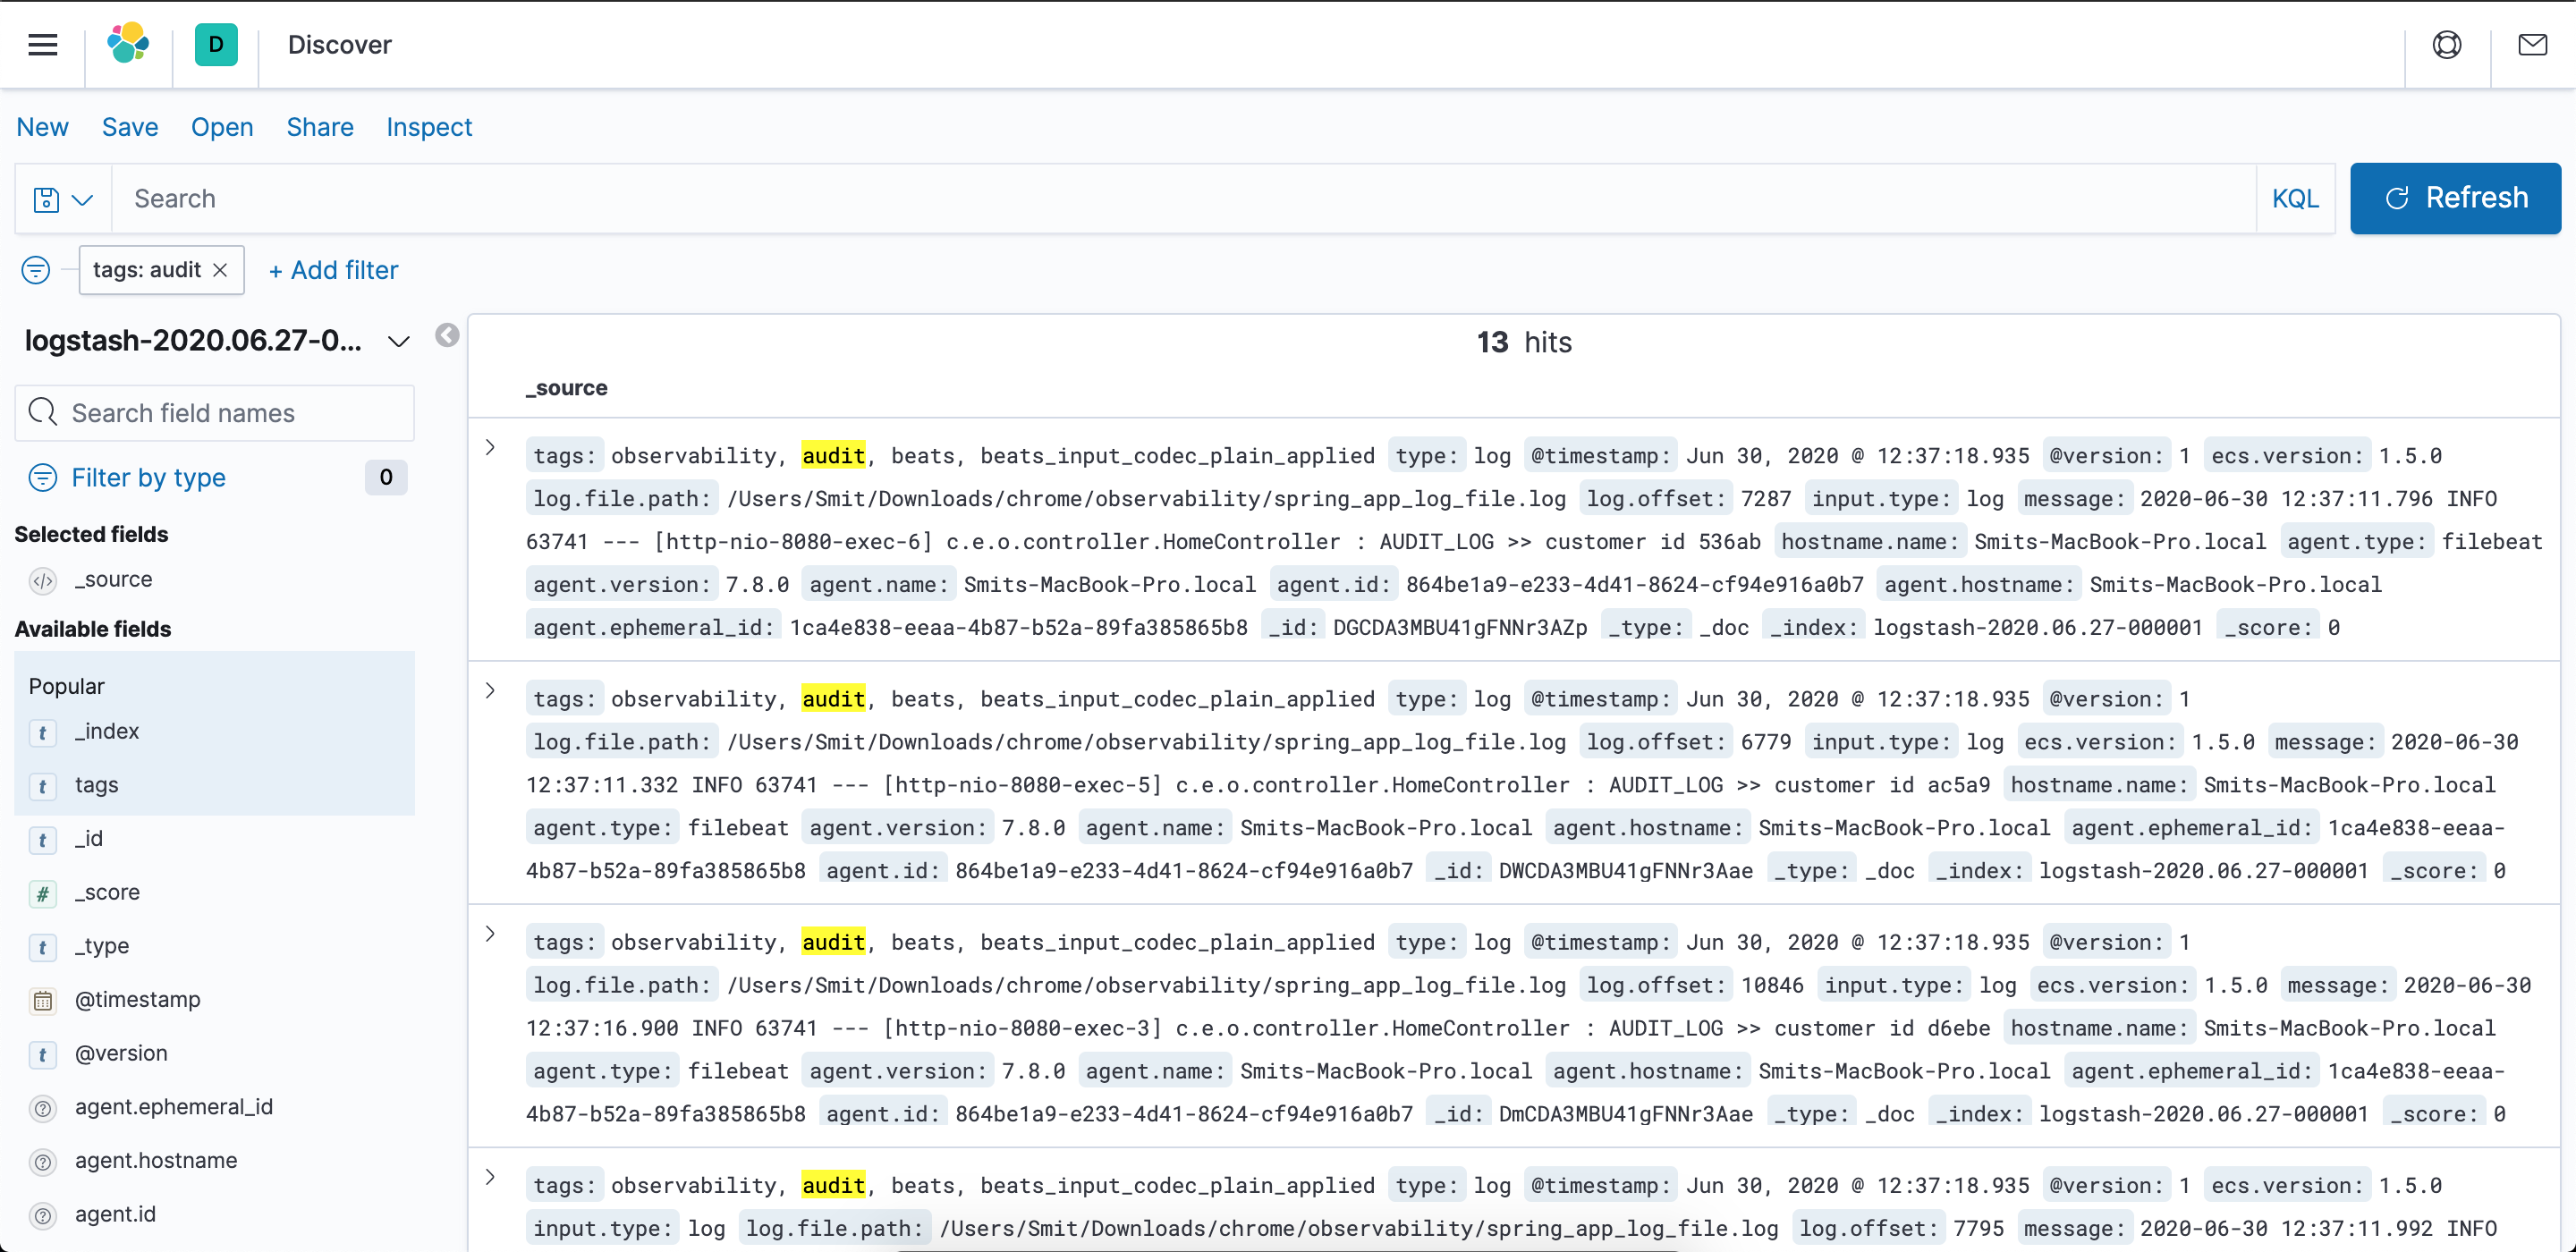 D Discover
New Save Open Share Inspect
Search KQL Refresh
tags: audit + Add filter
logstash-2020.06.27-0...
Search field names
Filter by type 0
Selected fields
_source
Available fields
Popular
_index
tags
_id
_score
_type
@timestamp
@version
agent.ephemeral_id
agent.hostname
agent.id
13 hits
_source
tags: observability, audit, beats, beats_input_codec_plain_applied type: log @timestamp: Jun 30, 2020 @ 12:37:18.935 @version: 1 ecs.version: 1.5.0
log.file.path: /Users/Smit/Downloads/chrome/observability/spring_app_log_file.log log.offset: 7287 input.type: log message: 2020-06-30 12:37:11.796 INFO
63741 --- [http-nio-8080-exec-6] c.e.o.controller.HomeController : AUDIT_LOG >> customer id 536ab hostname.name: Smits-MacBook-Pro.local agent.type: filebeat
agent.version: 7.8.0 agent.name: Smits-MacBook-Pro.local agent.id: 864be1a9-e233-4d41-8624-cf94e916a0b7 agent.hostname: Smits-MacBook-Pro.local
agent.ephemeral_id: 1ca4e838-eeaa-4b87-b52a-89fa385865b8 _id: DGCDA3MBU41gFNNr3AZp _type: _doc _index: logstash-2020.06.27-000001 _score: 0
tags: observability, audit, beats, beats_input_codec_plain_applied type: log @timestamp: Jun 30, 2020 @ 12:37:18.935 @version: 1
log.file.path: /Users/Smit/Downloads/chrome/observability/spring_app_log_file.log log.offset: 6779 input.type: log ecs.version: 1.5.0 message: 2020-06-30
12:37:11.332 INFO 63741 --- [http-nio-8080-exec-5] c.e.o.controller.HomeController : AUDIT_LOG >> customer id ac5a9 hostname.name: Smits-MacBook-Pro.local
agent.type: filebeat agent.version: 7.8.0 agent.name: Smits-MacBook-Pro.local agent.hostname: Smits-MacBook-Pro.local agent.ephemeral_id: 1ca4e838-eeaa-
4b87-b52a-89fa385865b8 agent.id: 864be1a9-e233-4d41-8624-cf94e916a0b7 _id: DWCDA3MBU41gFNNr3Aae _type: _doc _index: logstash-2020.06.27-000001 _score: 0
tags: observability, audit, beats, beats_input_codec_plain_applied type: log @timestamp: Jun 30, 2020 @ 12:37:18.935 @version: 1
log.file.path: /Users/Smit/Downloads/chrome/observability/spring_app_log_file.log log.offset: 10846 input.type: log ecs.version: 1.5.0 message: 2020-06-30
12:37:16.900 INFO 63741 --- [http-nio-8080-exec-3] c.e.o.controller.HomeController : AUDIT_LOG >> customer id d6ebe hostname.name: Smits-MacBook-Pro.local
agent.type: filebeat agent.version: 7.8.0 agent.name: Smits-MacBook-Pro.local agent.hostname: Smits-MacBook-Pro.local agent.ephemeral_id: 1ca4e838-eeaa-
4b87-b52a-89fa385865b8 agent.id: 864be1a9-e233-4d41-8624-cf94e916a0b7 _id: DmCDA3MBU41gFNNr3Aae _type: _doc _index: logstash-2020.06.27-000001 _score: 0
tags: observability, audit, beats, beats_input_codec_plain_applied type: log @timestamp: Jun 30, 2020 @ 12:37:18.935 @version: 1 ecs.version: 1.5.0
input.type: log log.file.path: /Users/Smit/Downloads/chrome/observability/spring_app_log_file.log log.offset: 7795 message: 2020-06-30 12:37:11.992 INFO